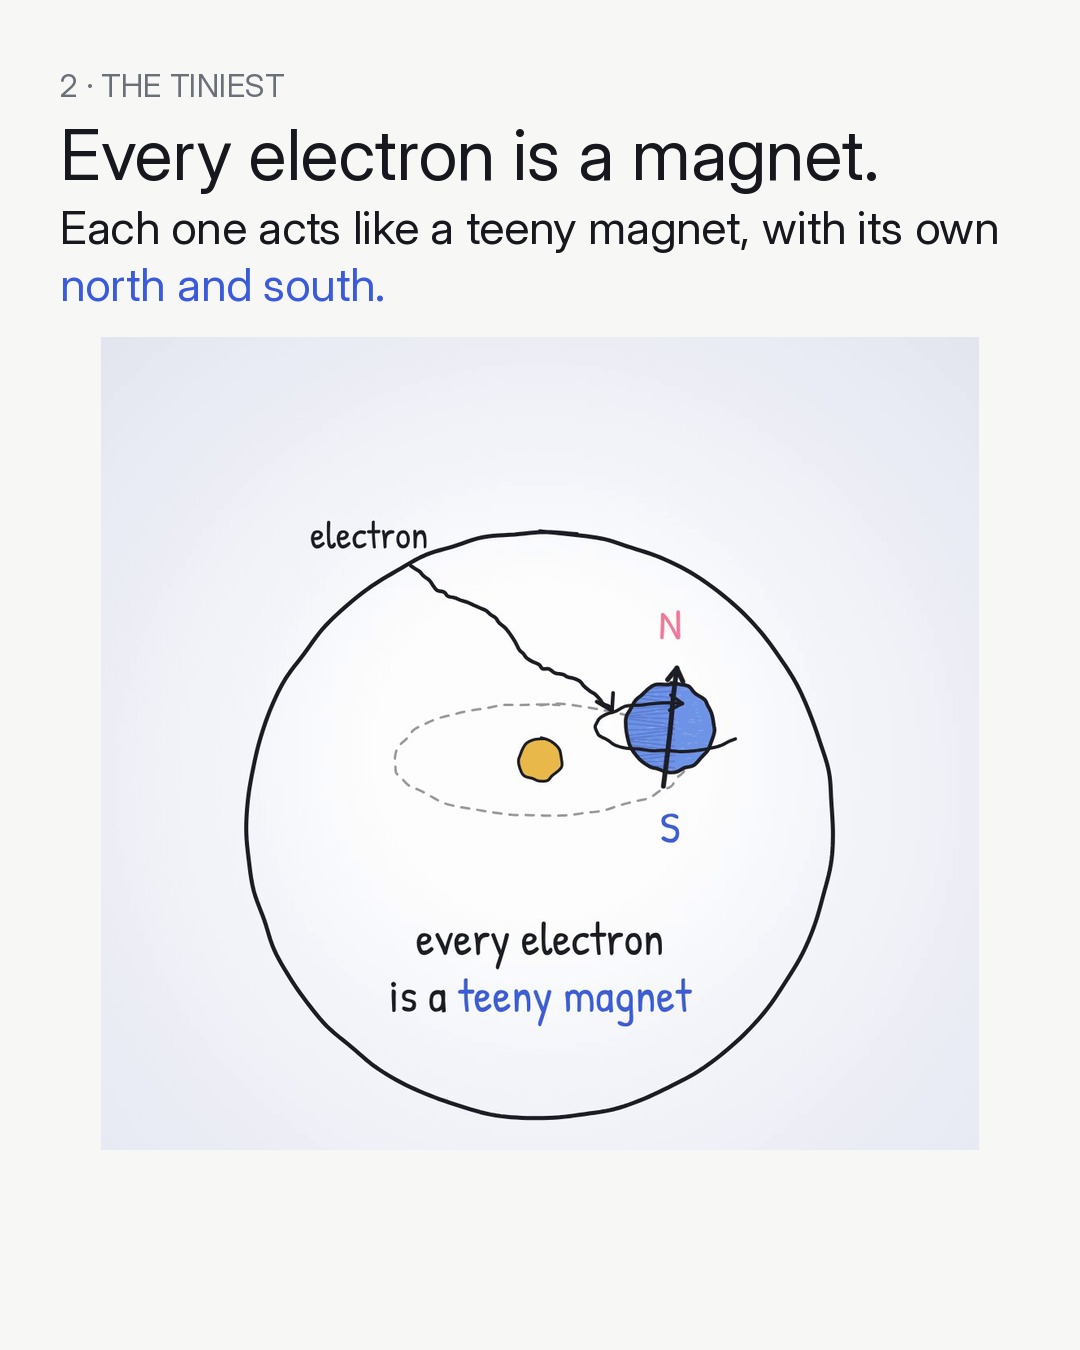 2 · THE TINIEST
Every electron is a magnet.
Each one acts like a teeny magnet, with its own
north and south.
electron
N
S
every electron
is a teeny magnet